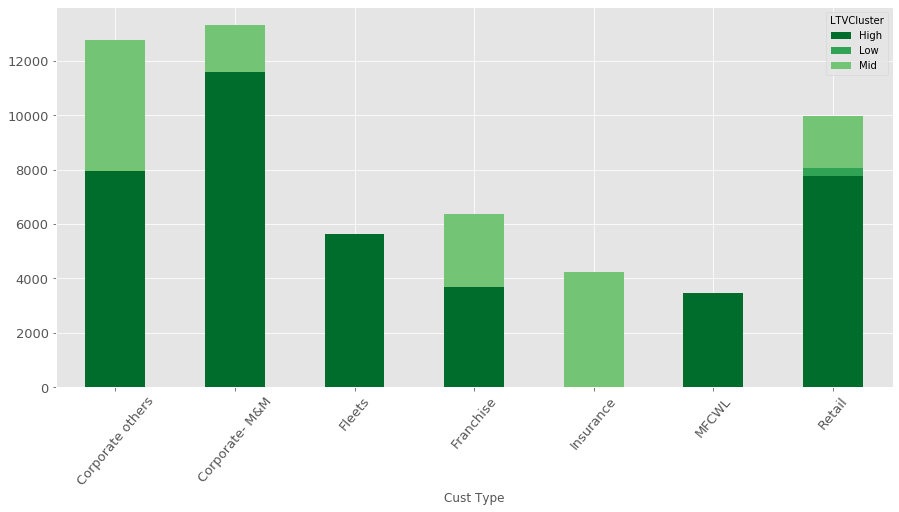 LTVCluster
High
Low
Mid
12000
10000
8000
6000
4000
2000
0
Corporate others
Corporate- M&M
Fleets
Franchise
Insurance
MFCWL
Retail
Cust Type